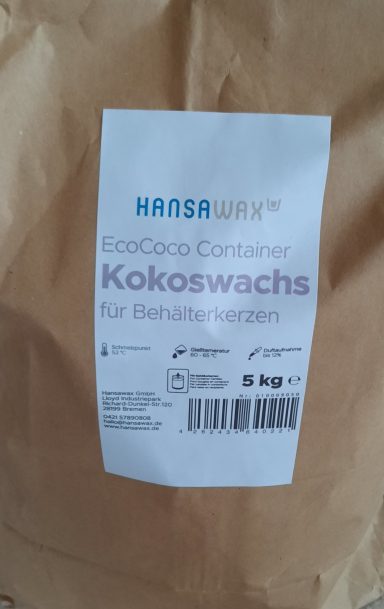 HANSAWAX
EcoCoco Container
Kokoswachs
für Behälterkerzen
Schmelzpunkt
52 °C
Gießtemperatur
60 - 65 °C
Duftaufnahme
bis 12%
5 kg e
Hansawax GmbH
Lloyd Industriepark
Richard-Dunkel-Str.120
28199 Bremen
0421 57890808
hallo@hansawax.de
www.hansawax.de